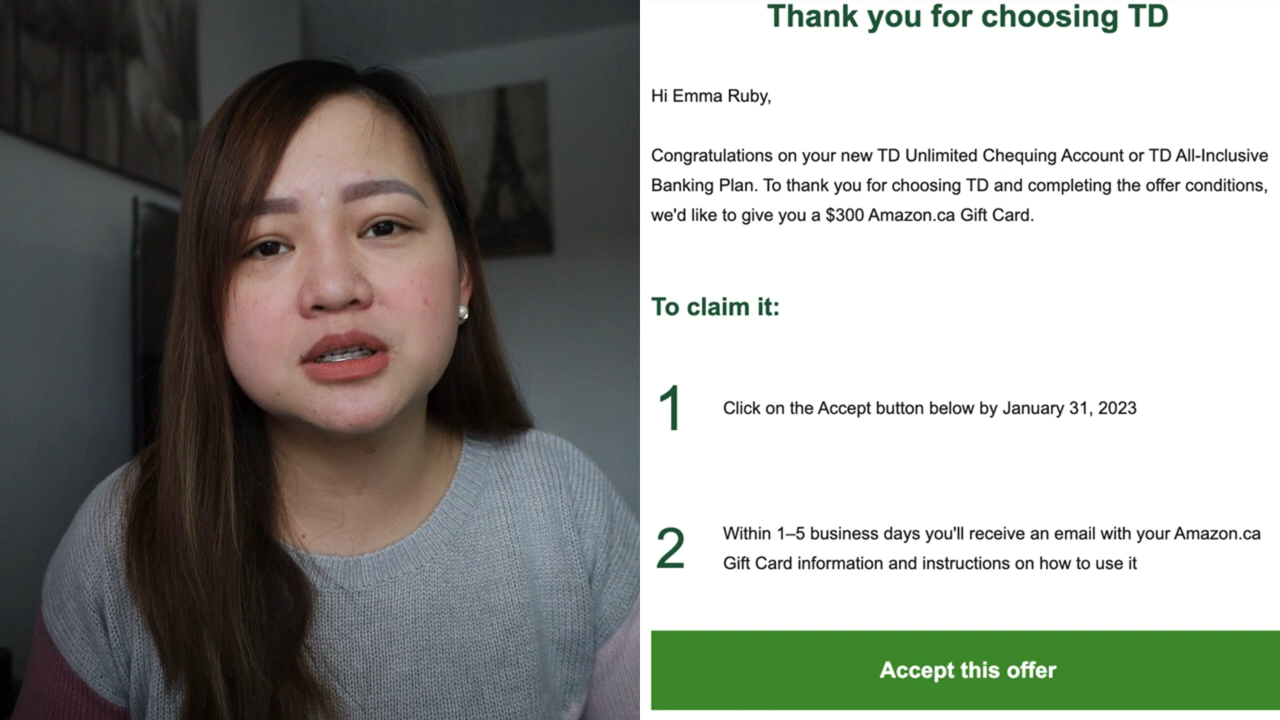 Thank you for choosing TD
Hi Emma Ruby,
Congratulations on your new TD Unlimited Chequing Account or TD All-Inclusive
Banking Plan. To thank you for choosing TD and completing the offer conditions,
we'd like to give you a $300 Amazon.ca Gift Card.
To claim it:
1 Click on the Accept button below by January 31, 2023
2 Within 1–5 business days you'll receive an email with your Amazon.ca
Gift Card information and instructions on how to use it
Accept this offer